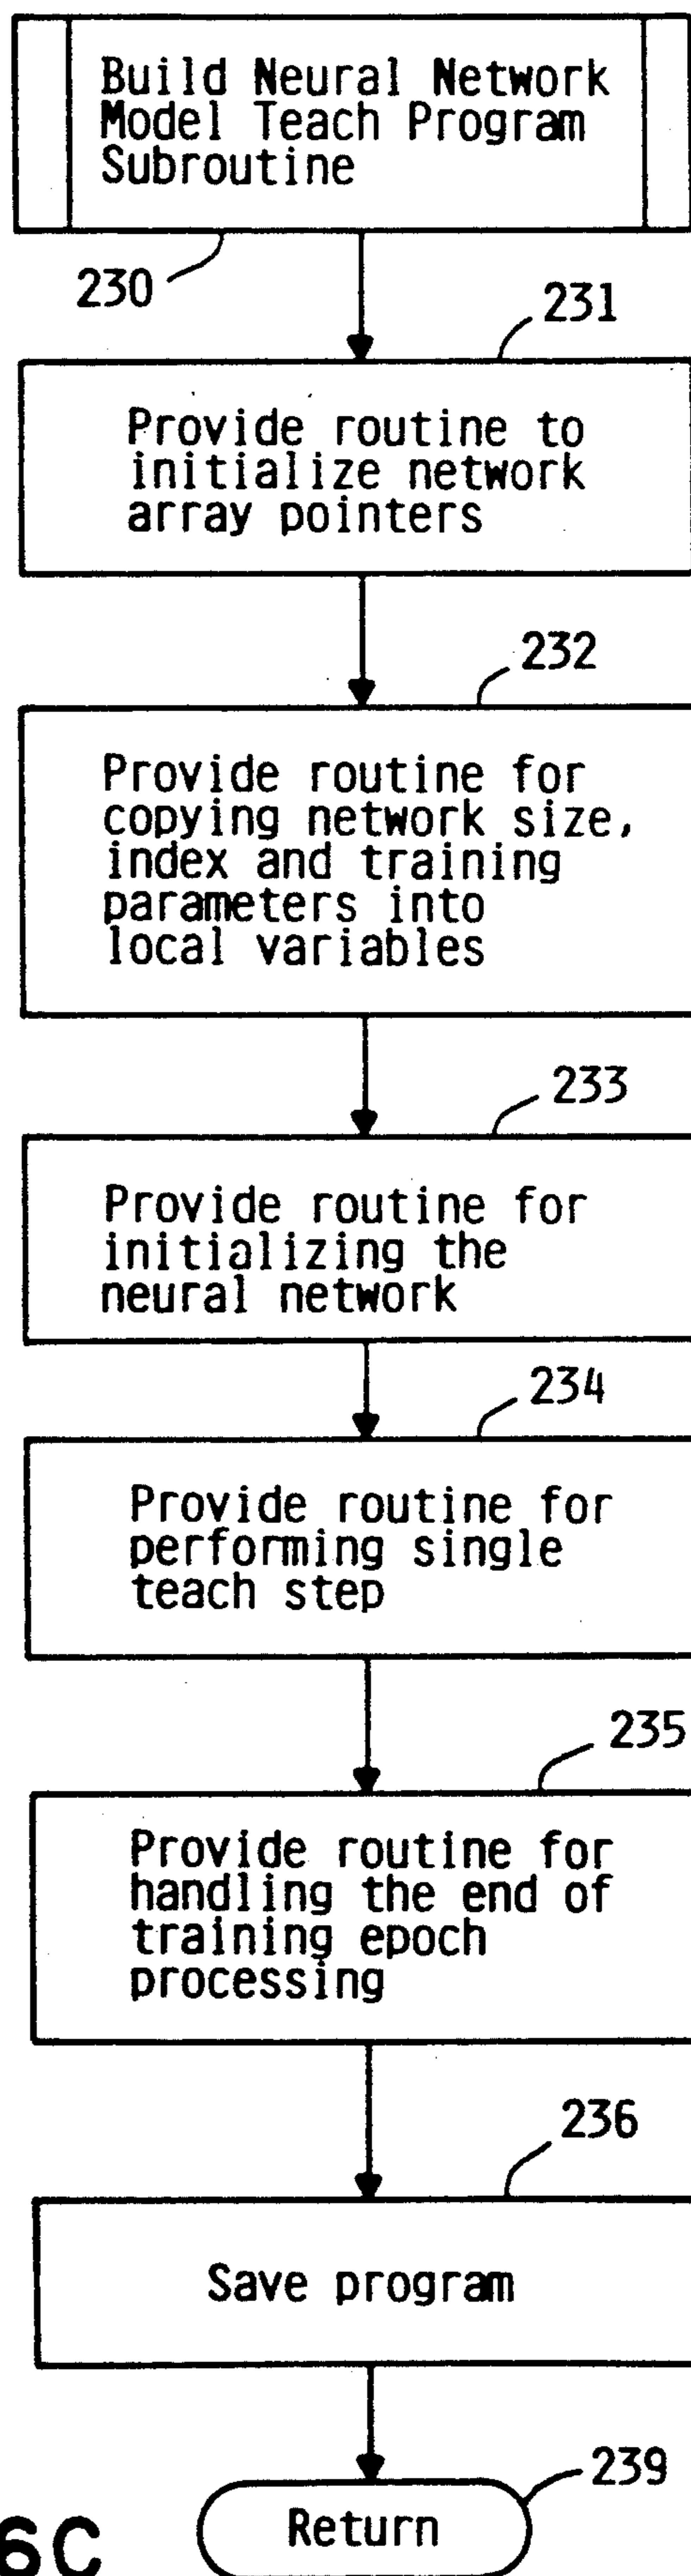 Build Neural Network
Model Teach Program
Subroutine
230
231
Provide routine to
initialize network
array pointers
232
Provide routine for
copying network size,
index and training
parameters into
local variables
233
Provide routine for
initializing the
neural network
234
Provide routine for
performing single
teach step
235
Provide routine for
handling the end of
training epoch
processing
236
Save program
239
Return
6C